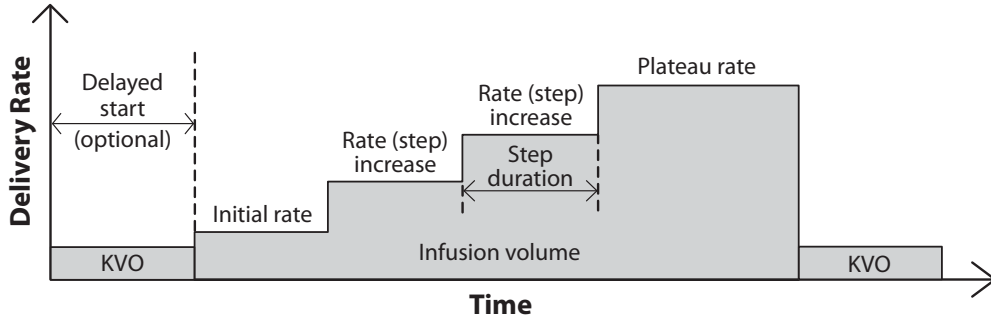 Delivery Rate
Delayed
start
(optional)
KVO
Initial rate
Rate (step)
increase
Rate (step)
increase
Step
duration
Plateau rate
Infusion volume
KVO
Time